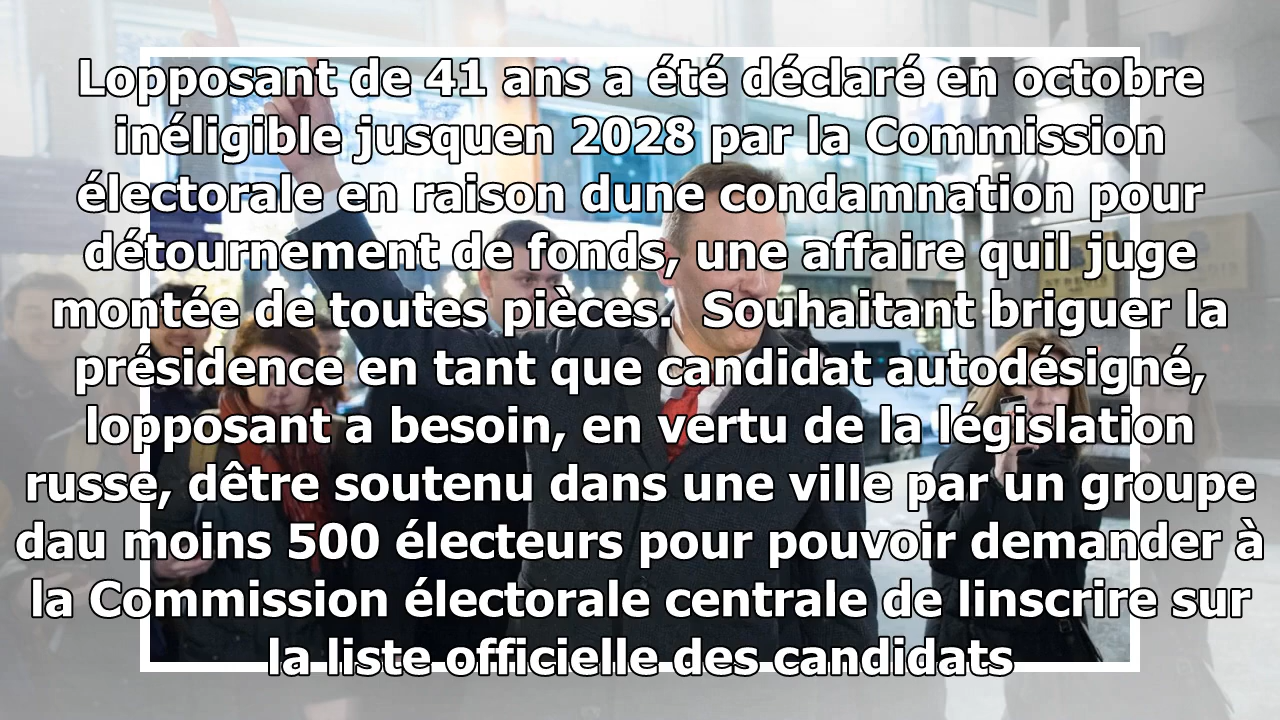 Lopposant de 41 ans a été déclaré en octobre
inéligible jusquen 2028 par la Commission
électorale en raison dune condamnation pour
détournement de fonds, une affaire quil juge
montée de toutes pièces.  Souhaitant briguer la
présidence en tant que candidat autodésigné,
lopposant a besoin, en vertu de la législation
russe, dêtre soutenu dans une ville par un groupe
dau moins 500 électeurs pour pouvoir demander à
la Commission électorale centrale de linscrire sur
la liste officielle des candidats